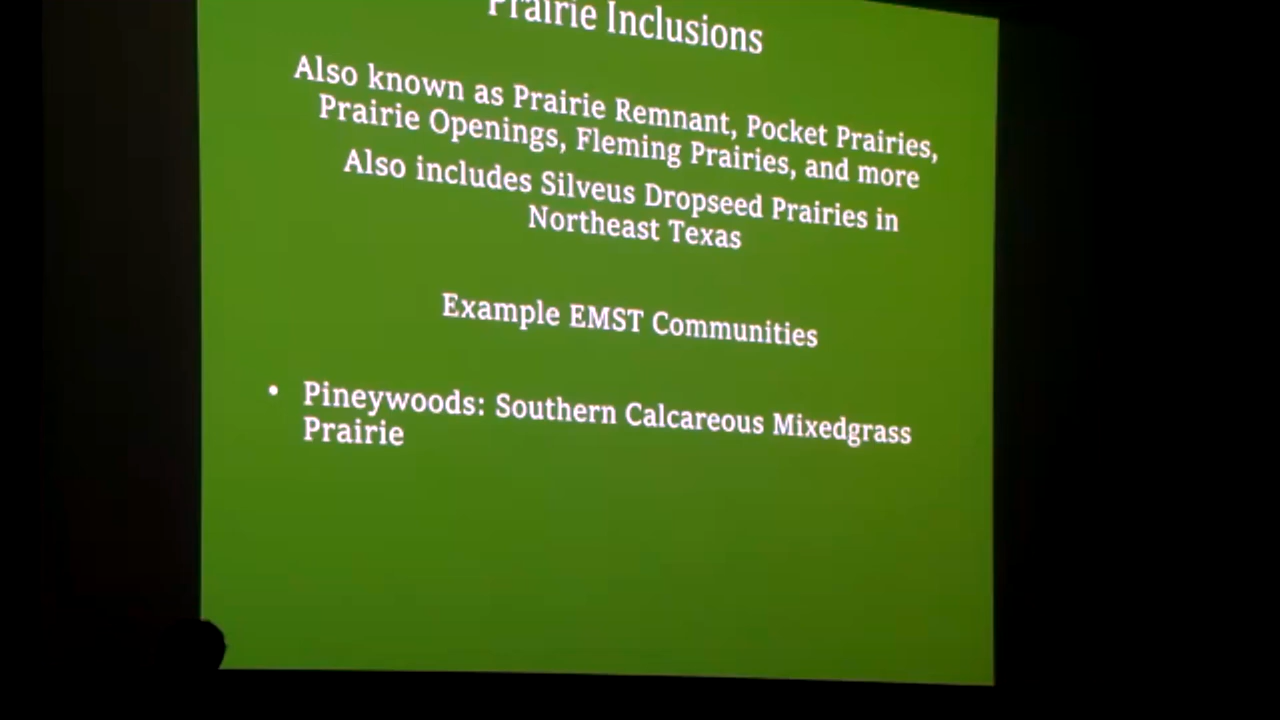 Prairie Inclusions
Also known as Prairie Remnant, Pocket Prairies,
Prairie Openings, Fleming Prairies, and more
Also includes Silveus Dropseed Prairies in
Northeast Texas
Example EMST Communities
• Pineywoods: Southern Calcareous Mixedgrass
Prairie